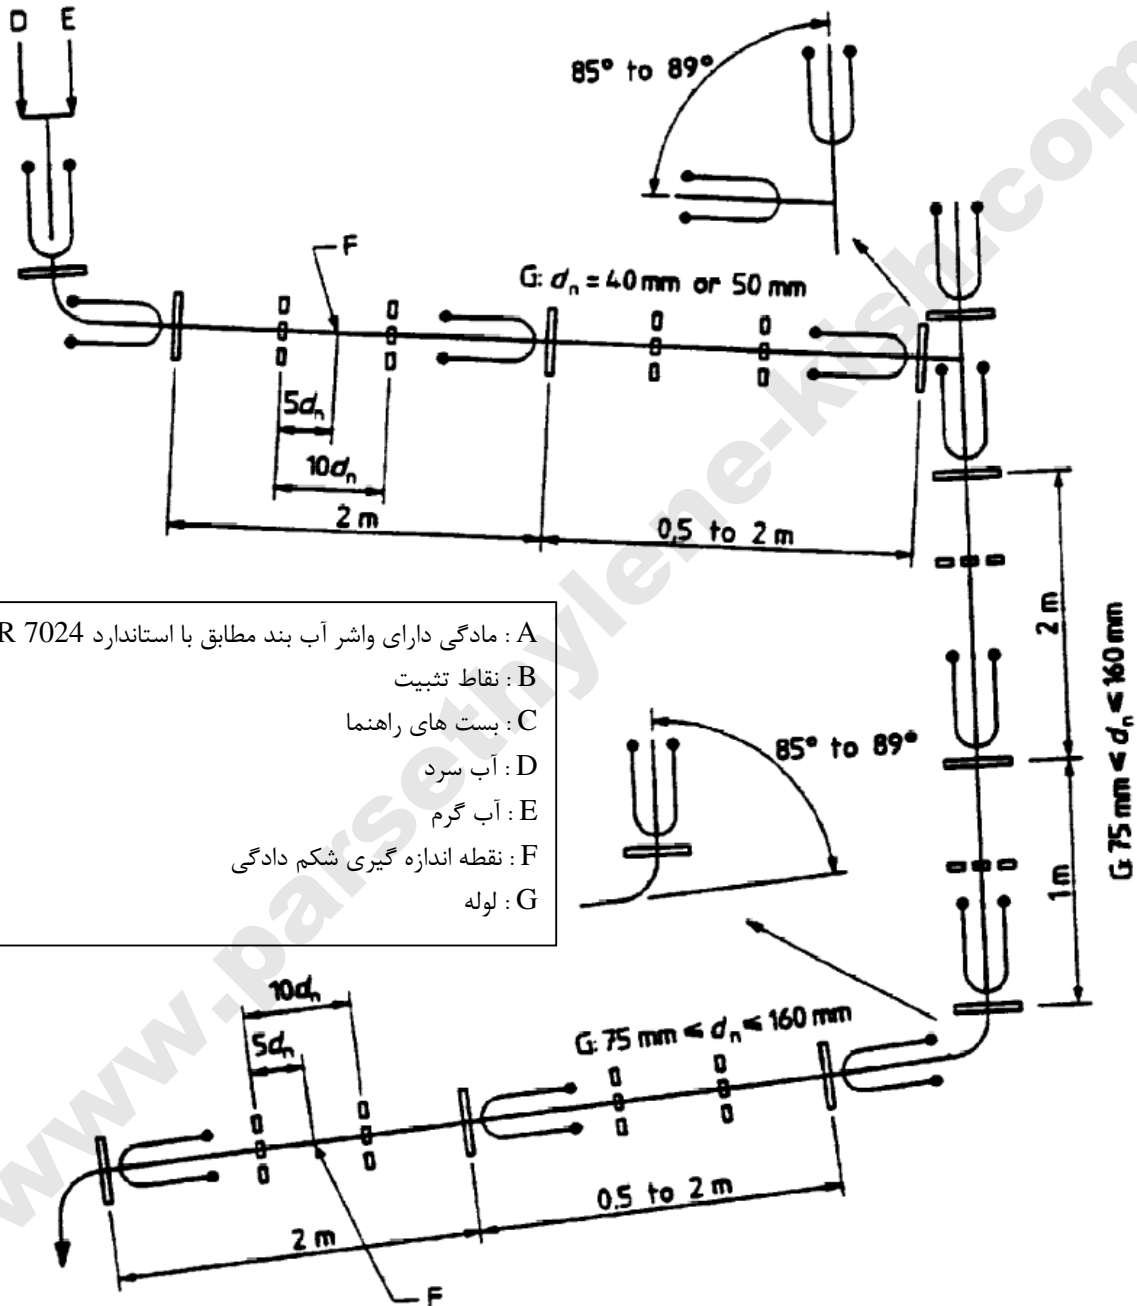 D E
85° to 89°
F
G: dn = 40 mm or 50 mm
5dn
10dn
2 m
0,5 to 2 m
2 m
G: 75 mm ≤ dn ≤ 160 mm
1 m
A : مادگی دارای واشر آب بند مطابق با استاندارد R 7024
B : نقاط تثبیت
C : بست های راهنما
D : آب سرد
E : آب گرم
F : نقطه اندازه گیری شکم دادگی
G : لوله
85° to 89°
10dn
5dn
G: 75 mm ≤ dn ≤ 160 mm
0.5 to 2 m
2 m
F
www.parsethylene-kish.com